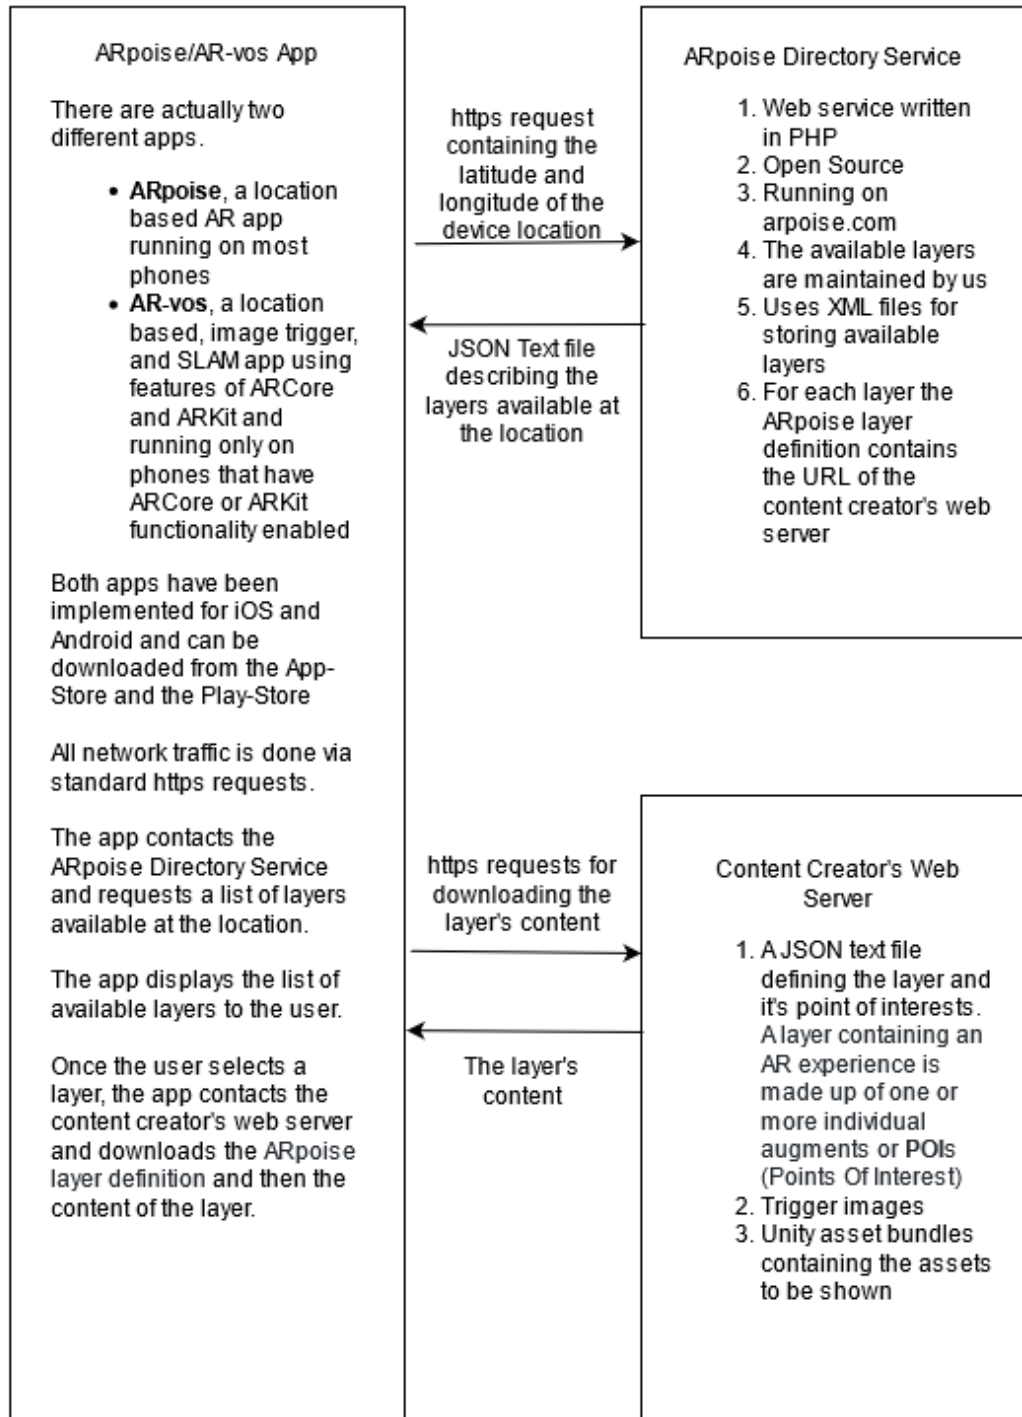 ARpoise/AR-vos App
There are actually two
different apps.
• ARpoise, a location
based AR app
running on most
phones
• AR-vos, a location
based, image trigger,
and SLAM app using
features of ARCore
and ARKit and
running only on
phones that have
ARCore or ARKit
functionality enabled
Both apps have been
implemented for iOS and
Android and can be
downloaded from the App-
Store and the Play-Store
All network traffic is done via
standard https requests.
The app contacts the
ARpoise Directory Service
and requests a list of layers
available at the location.
The app displays the list of
available layers to the user.
Once the user selects a
layer, the app contacts the
content creator's web server
and downloads the ARpoise
layer definition and then the
content of the layer.
https request
containing the
latitude and
longitude of the
device location
JSON Text file
describing the
layers available at
the location
ARpoise Directory Service
1. Web service written
in PHP
2. Open Source
3. Running on
arpoise.com
4. The available layers
are maintained by us
5. Uses XML files for
storing available
layers
6. For each layer the
ARpoise layer
definition contains
the URL of the
content creator's web
server
https requests for
downloading the
layer's content
The layer's
content
Content Creator's Web
Server
1. A JSON text file
defining the layer and
it's point of interests.
A layer containing an
AR experience is
made up of one or
more individual
augments or POIs
(Points Of Interest)
2. Trigger images
3. Unity asset bundles
containing the assets
to be shown